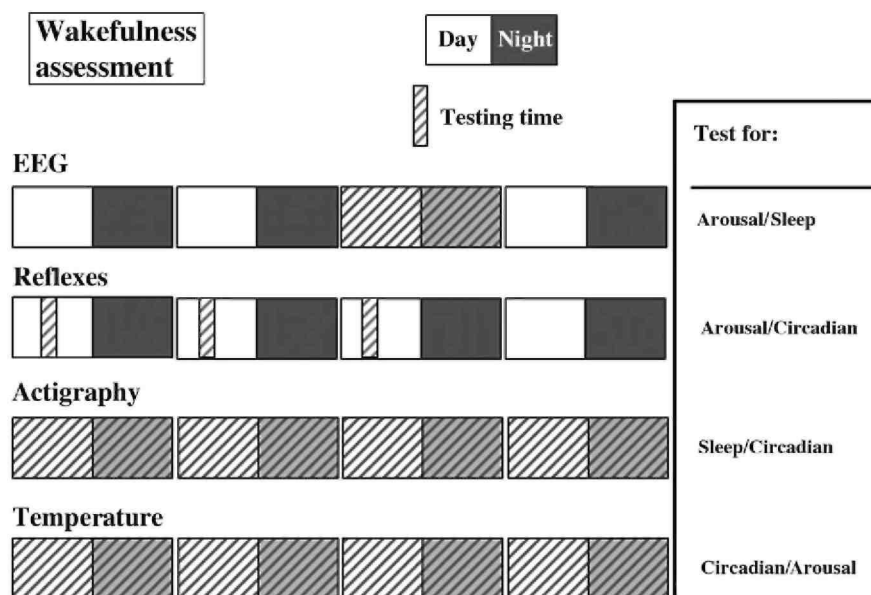 Wakefulness
assessment
Day Night
Testing time
Test for:
EEG
Arousal/Sleep
Reflexes
Arousal/Circadian
Actigraphy
Sleep/Circadian
Temperature
Circadian/Arousal